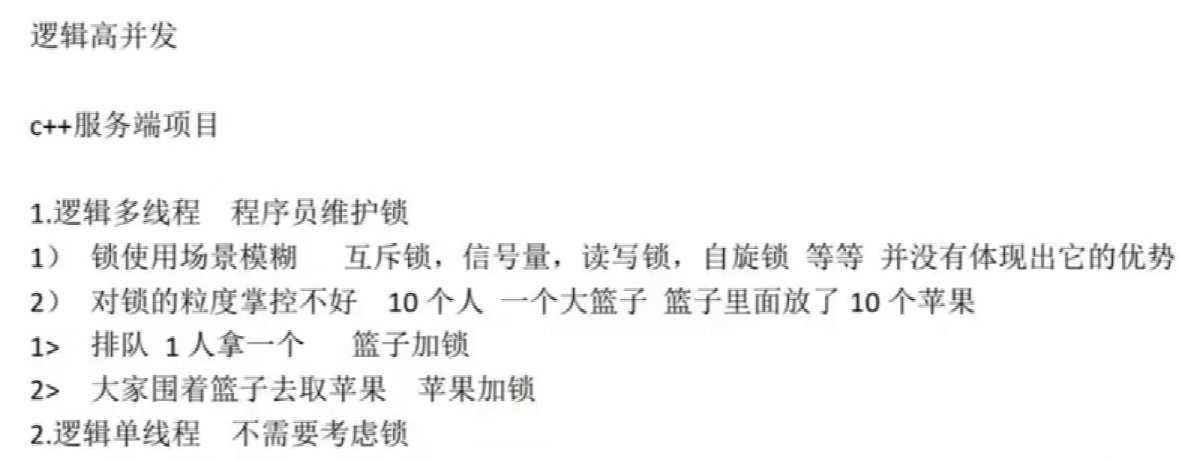 逻辑高并发
c++服务端项目
1.逻辑多线程 程序员维护锁
1） 锁使用场景模糊 互斥锁，信号量，读写锁，自旋锁 等等 并没有体现出它的优势
2） 对锁的粒度掌控不好 10个人 一个大篮子 篮子里面放了10个苹果
1> 排队 1人拿一个 篮子加锁
2> 大家围着篮子去取苹果 苹果加锁
2.逻辑单线程 不需要考虑锁